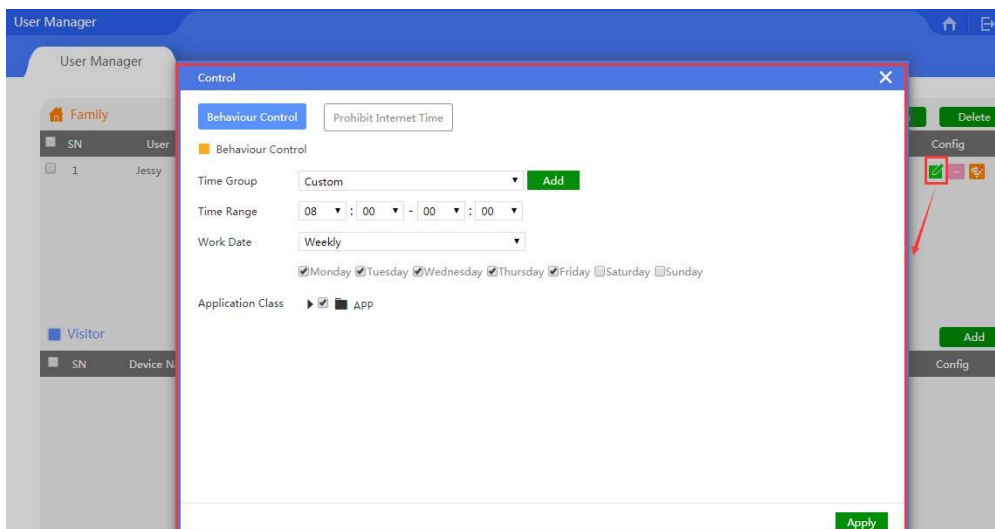 User Manager
User Manager
Control
Behaviour Control Prohibit Internet Time
Family Delete
Behaviour Control
SN User Config
1 Jessy
Time Group Custom Add
Time Range 08 : 00 - 00 : 00
Work Date Weekly
Monday Tuesday Wednesday Thursday Friday Saturday Sunday
Application Class APP
Visitor Add
SN Device Config
Apply